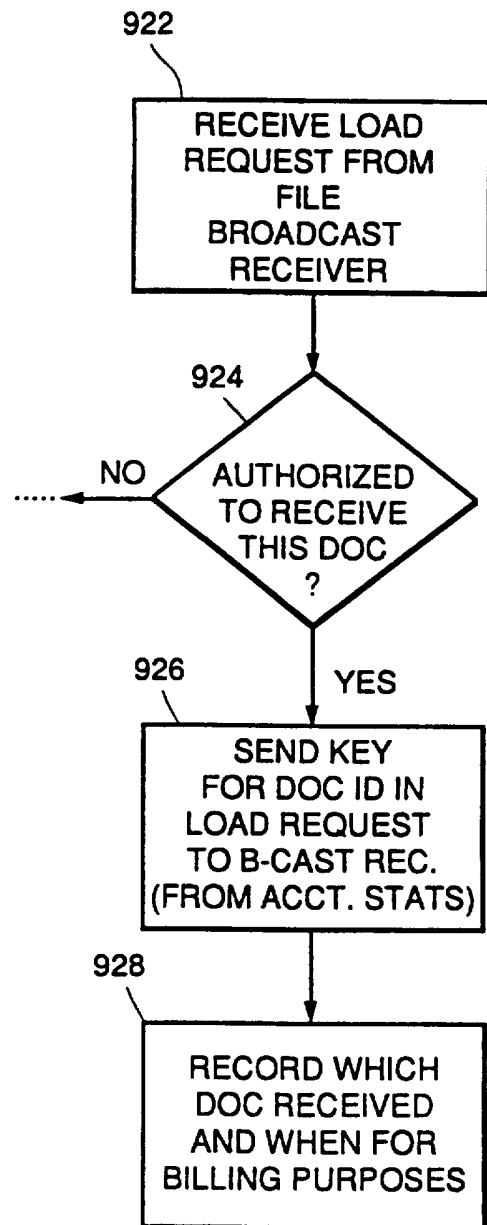 922
RECEIVE LOAD
REQUEST FROM
FILE
BROADCAST
RECEIVER
924
NO
AUTHORIZED
TO RECEIVE
THIS DOC
?
YES
926
SEND KEY
FOR DOC ID IN
LOAD REQUEST
TO B-CAST REC.
(FROM ACCT. STATS)
928
RECORD WHICH
DOC RECEIVED
AND WHEN FOR
BILLING PURPOSES